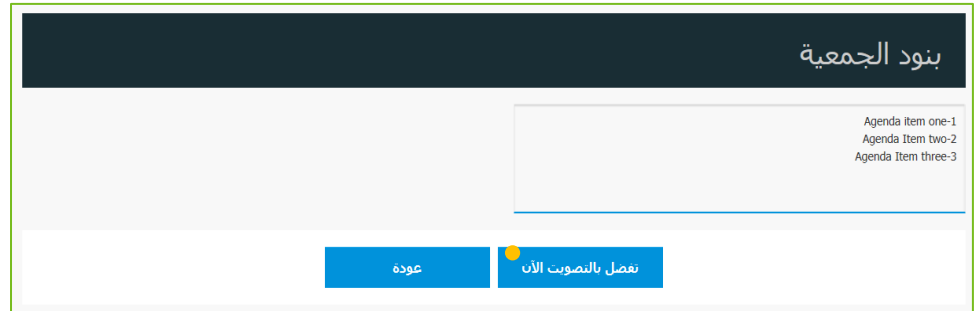 بنود الجمعية
Agenda item one-1
Agenda Item two-2
Agenda Item three-3
تفضل بالتصويت الآن
عودة